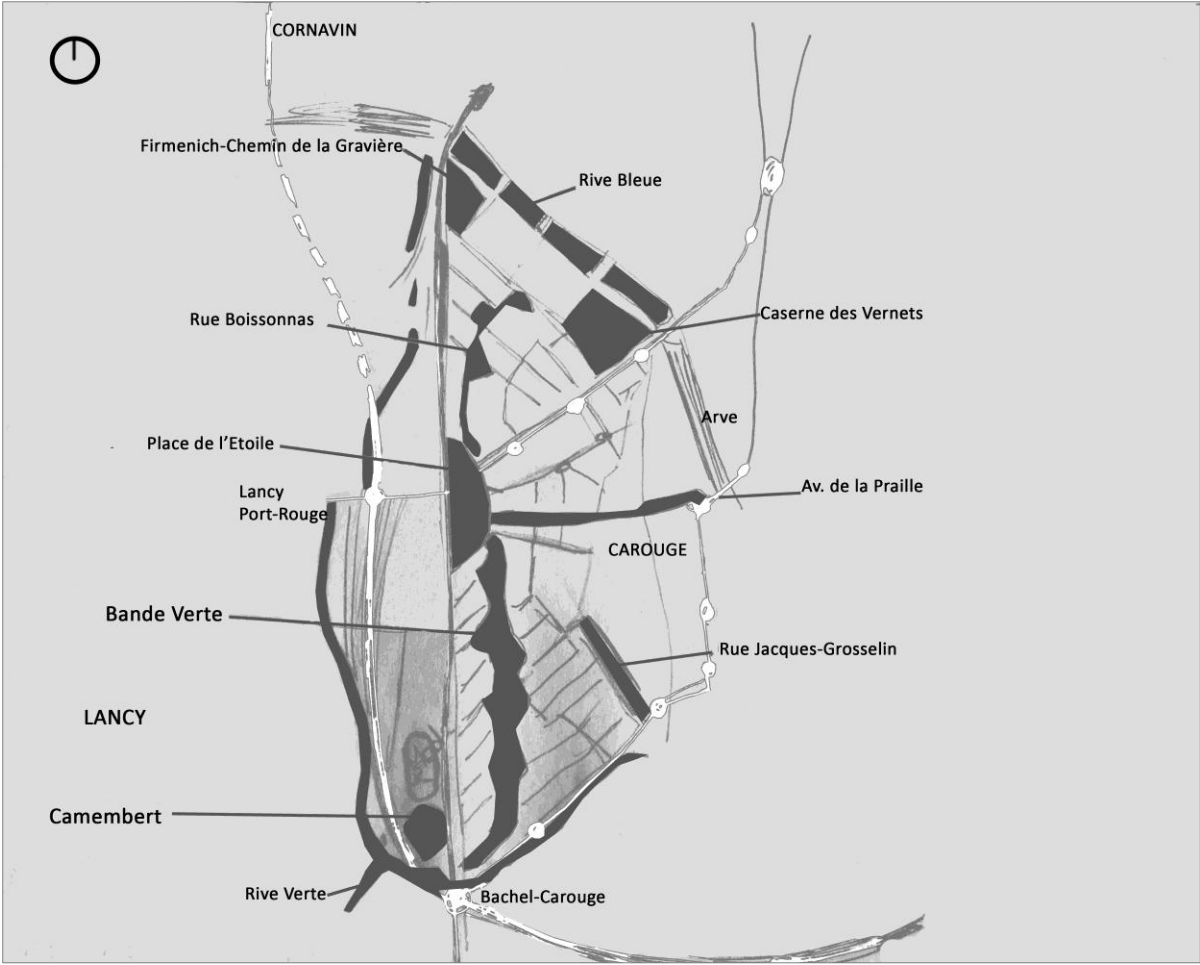 CORNAVIN
Firmenich-Chemin de la Gravière
Rive Bleue
Caserne des Vernets
Rue Boissonnas
Arve
Place de l'Etoile
Av. de la Praille
Lancy
Port-Rouge
CAROUGE
Bande Verte
Rue Jacques-Grosselin
LANCY
Camembert
Rive Verte
Bachel-Carouge